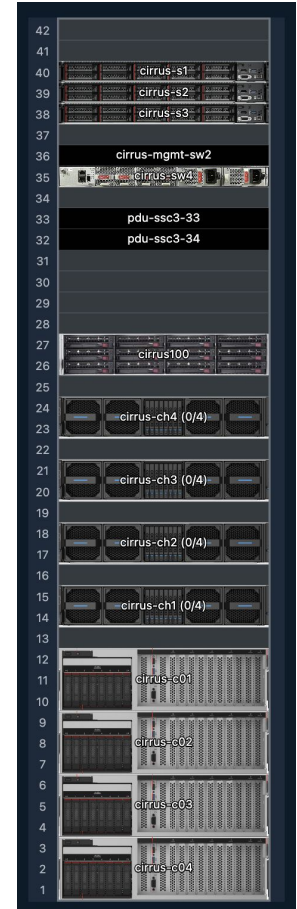 42
41
40 cirrus-s1
39 cirrus-s2
38 cirrus-s3
37
36 cirrus-mgmt-sw2
35 cirrus-sw4
34
33 pdu-ssc3-33
32 pdu-ssc3-34
31
30
29
28
27
cirrus100
26
25
24
cirrus-ch4 (0/4)
23
22
21
cirrus-ch3 (0/4)
20
19
18
cirrus-ch2 (0/4)
17
16
15
cirrus-ch1 (0/4)
14
13
12
11 cirrus-c01
10
9
8 cirrus-c02
7
6
5 cirrus-c03
4
3
2 cirrus-c04
1